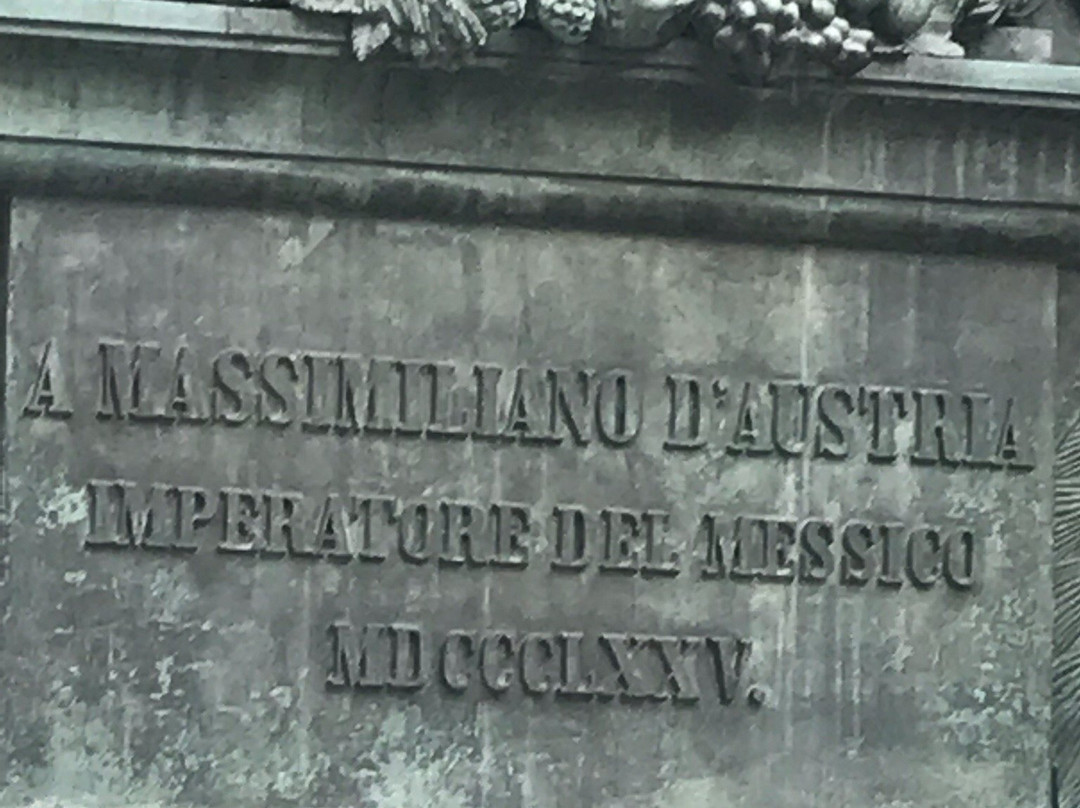 A MASSIMILIANO D'AUSTRIA
IMPERATORE DEL MESSICO
MDCCCLXXV.